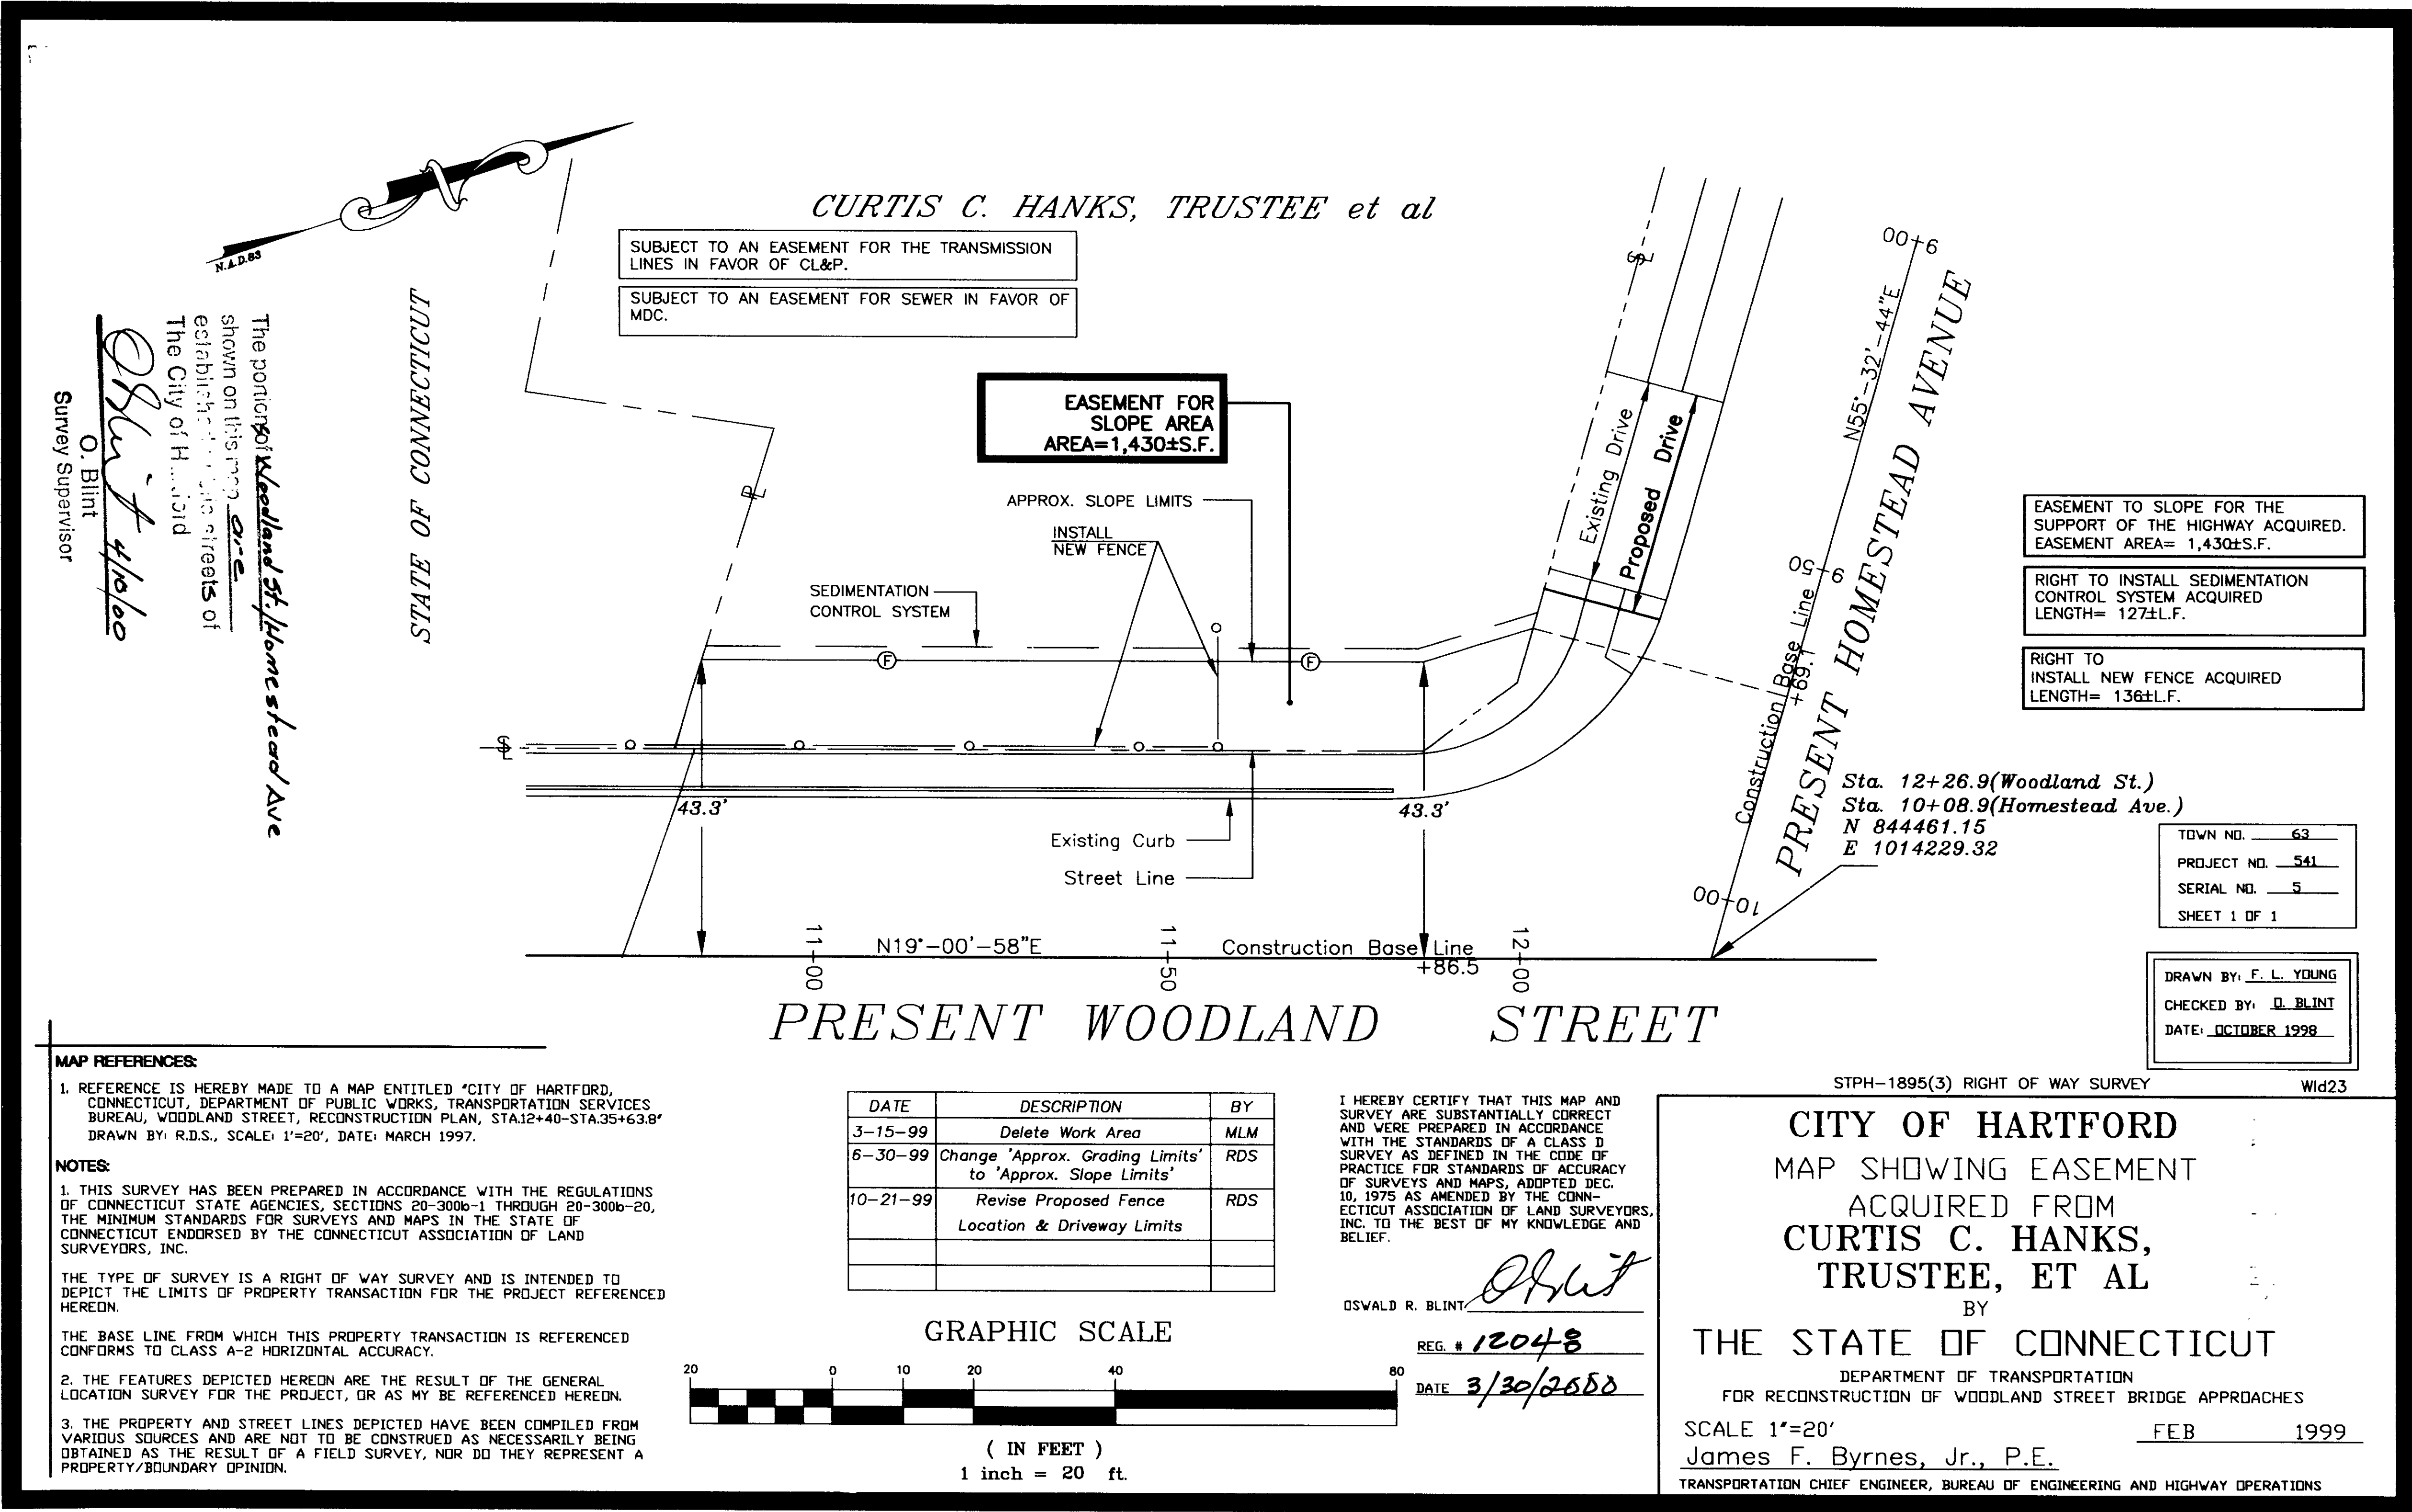 N.A.D.83
CURTIS C. HANKS, TRUSTEE et al
SUBJECT TO AN EASEMENT FOR THE TRANSMISSION
LINES IN FAVOR OF CL&P.
SUBJECT TO AN EASEMENT FOR SEWER IN FAVOR OF
MDC.
The portions of Woodland St./Homestead Ave
shown on this map are
streets of
The City of
OBlint 4/10/00
O. Blint
Survey Supervisor
STATE OF CONNECTICUT
EASEMENT FOR
SLOPE AREA
AREA=1,430±S.F.
APPROX. SLOPE LIMITS
INSTALL
NEW FENCE
SEDIMENTATION
CONTROL SYSTEM
F
F
43.3'
43.3'
Existing Curb
Street Line
Existing Drive
Proposed Drive
9+00
N55°-32'-44"E
9+50
Construction Base Line
+69.1
10+00
PRESENT HOMESTEAD AVENUE
EASEMENT TO SLOPE FOR THE
SUPPORT OF THE HIGHWAY ACQUIRED.
EASEMENT AREA= 1,430±S.F.
RIGHT TO INSTALL SEDIMENTATION
CONTROL SYSTEM ACQUIRED
LENGTH= 127±L.F.
RIGHT TO
INSTALL NEW FENCE ACQUIRED
LENGTH= 136±L.F.
Sta. 12+26.9(Woodland St.)
Sta. 10+08.9(Homestead Ave.)
N 844461.15
E 1014229.32
TOWN NO. 63
PROJECT NO. 541
SERIAL NO. 5
SHEET 1 OF 1
11+00
N19°-00'-58"E
11+50
Construction Base Line
+86.5
12+00
PRESENT WOODLAND STREET
DRAWN BY: F. L. YOUNG
CHECKED BY: O. BLINT
DATE: OCTOBER 1998
MAP REFERENCES:
1. REFERENCE IS HEREBY MADE TO A MAP ENTITLED "CITY OF HARTFORD,
CONNECTICUT, DEPARTMENT OF PUBLIC WORKS, TRANSPORTATION SERVICES
BUREAU, WOODLAND STREET, RECONSTRUCTION PLAN, STA.12+40-STA.35+63.8"
DRAWN BY: R.D.S., SCALE: 1'=20', DATE: MARCH 1997.
NOTES:
1. THIS SURVEY HAS BEEN PREPARED IN ACCORDANCE WITH THE REGULATIONS
OF CONNECTICUT STATE AGENCIES, SECTIONS 20-300b-1 THROUGH 20-300b-20,
THE MINIMUM STANDARDS FOR SURVEYS AND MAPS IN THE STATE OF
CONNECTICUT ENDORSED BY THE CONNECTICUT ASSOCIATION OF LAND
SURVEYORS, INC.
THE TYPE OF SURVEY IS A RIGHT OF WAY SURVEY AND IS INTENDED TO
DEPICT THE LIMITS OF PROPERTY TRANSACTION FOR THE PROJECT REFERENCED
HEREON.
THE BASE LINE FROM WHICH THIS PROPERTY TRANSACTION IS REFERENCED
CONFORMS TO CLASS A-2 HORIZONTAL ACCURACY.
2. THE FEATURES DEPICTED HEREON ARE THE RESULT OF THE GENERAL
LOCATION SURVEY FOR THE PROJECT, OR AS MY BE REFERENCED HEREON.
3. THE PROPERTY AND STREET LINES DEPICTED HAVE BEEN COMPILED FROM
VARIOUS SOURCES AND ARE NOT TO BE CONSTRUED AS NECESSARILY BEING
OBTAINED AS THE RESULT OF A FIELD SURVEY, NOR DO THEY REPRESENT A
PROPERTY/BOUNDARY OPINION.
DATE DESCRIPTION BY
3-15-99 Delete Work Area MLM
6-30-99 Change 'Approx. Grading Limits' RDS
to 'Approx. Slope Limits'
10-21-99 Revise Proposed Fence RDS
Location & Driveway Limits
GRAPHIC SCALE
20 0 10 20 40 80
( IN FEET )
1 inch = 20 ft.
I HEREBY CERTIFY THAT THIS MAP AND
SURVEY ARE SUBSTANTIALLY CORRECT
AND WERE PREPARED IN ACCORDANCE
WITH THE STANDARDS OF A CLASS D
SURVEY AS DEFINED IN THE CODE OF
PRACTICE FOR STANDARDS OF ACCURACY
OF SURVEYS AND MAPS, ADOPTED DEC.
10, 1975 AS AMENDED BY THE CONN-
ECTICUT ASSOCIATION OF LAND SURVEYORS,
INC. TO THE BEST OF MY KNOWLEDGE AND
BELIEF.
OSWALD R. BLINT OBlint
REG. # 12048
DATE 3/30/2000
STPH-1895(3) RIGHT OF WAY SURVEY Wld23
CITY OF HARTFORD
MAP SHOWING EASEMENT
ACQUIRED FROM
CURTIS C. HANKS,
TRUSTEE, ET AL
BY
THE STATE OF CONNECTICUT
DEPARTMENT OF TRANSPORTATION
FOR RECONSTRUCTION OF WOODLAND STREET BRIDGE APPROACHES
SCALE 1"=20' FEB 1999
James F. Byrnes, Jr., P.E.
TRANSPORTATION CHIEF ENGINEER, BUREAU OF ENGINEERING AND HIGHWAY OPERATIONS